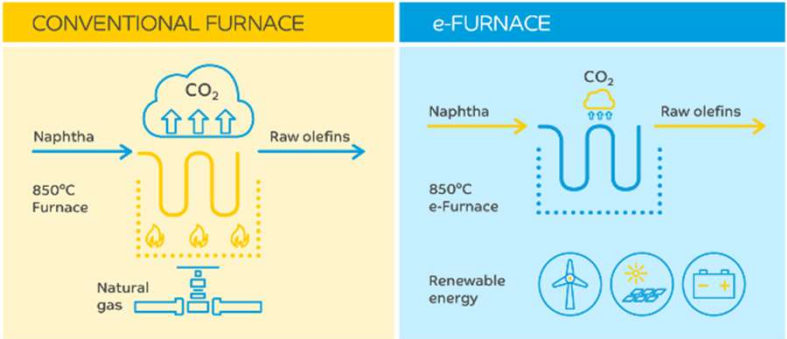 CONVENTIONAL FURNACE
CO₂
Naphtha
Raw olefins
850°C
Furnace
Natural
gas
e-FURNACE
CO₂
Naphtha
Raw olefins
850°C
e-Furnace
Renewable
energy